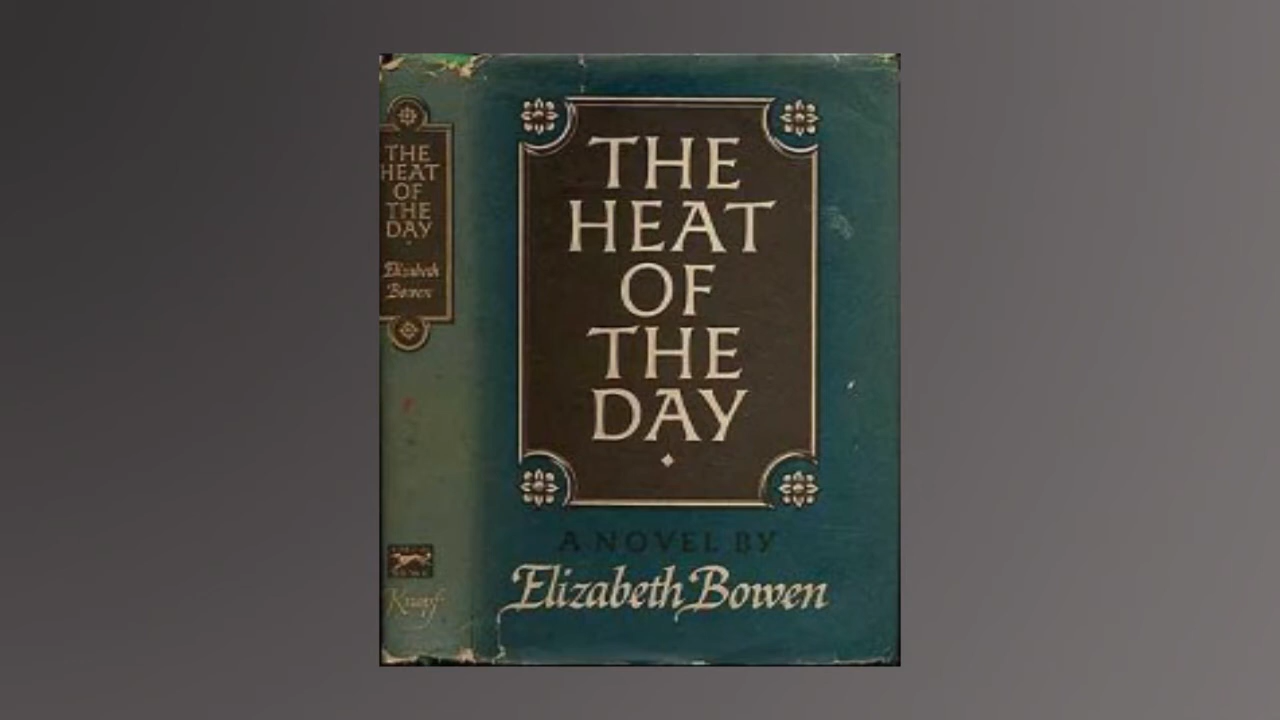 THE
HEAT
OF
THE
DAY
Elizabeth
Bowen
Knopf
THE
HEAT
OF
THE
DAY
A NOVEL BY
Elizabeth Bowen